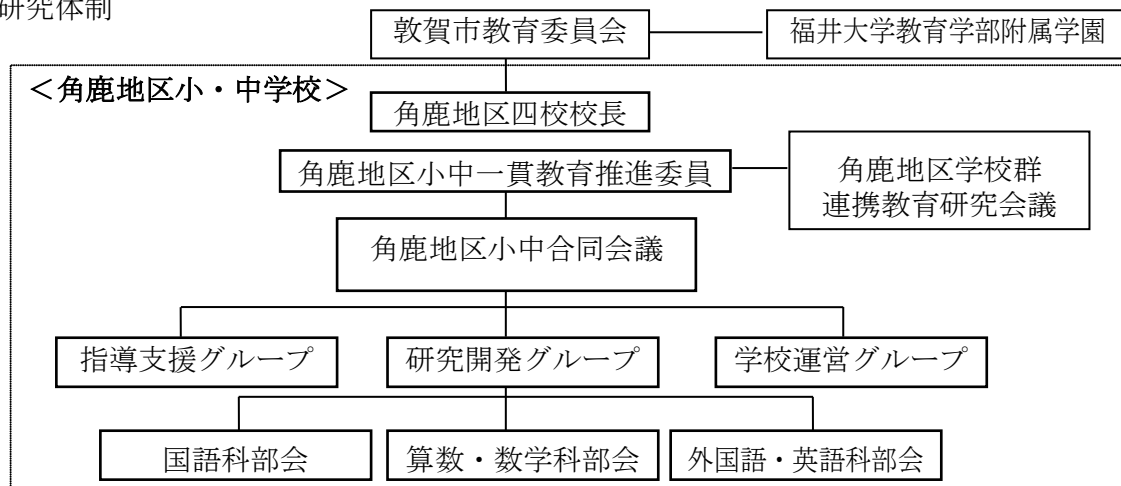 研究体制
敦賀市教育委員会
福井大学教育学部附属学園
＜角鹿地区小・中学校＞
角鹿地区四校校長
角鹿地区小中一貫教育推進委員
角鹿地区学校群
連携教育研究会議
角鹿地区小中合同会議
指導支援グループ
研究開発グループ
学校運営グループ
国語科部会
算数・数学科部会
外国語・英語科部会